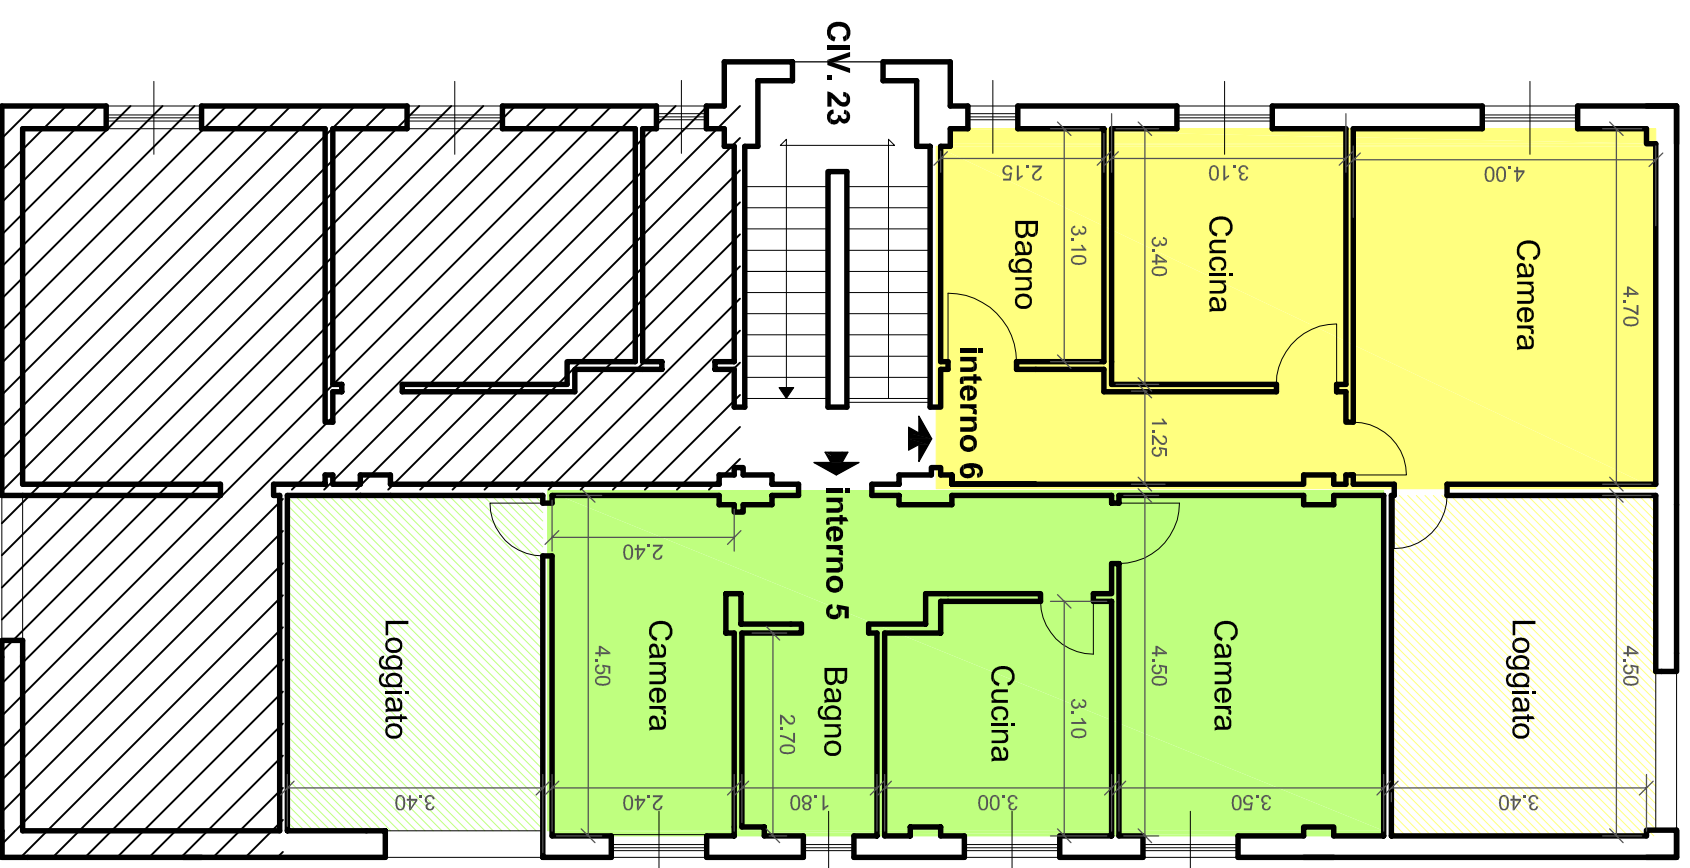 CIV. 23
2.15
3.10
4.00
Bagno
3.10
3.40
Cucina
Camera
4.70
interno 6
1.25
interno 5
2.40
Loggiato
4.50
Camera
Bagno
2.70
Cucina
3.10
4.50
Camera
Loggiato
4.50
3.40
2.40
1.80
3.00
3.50
3.40